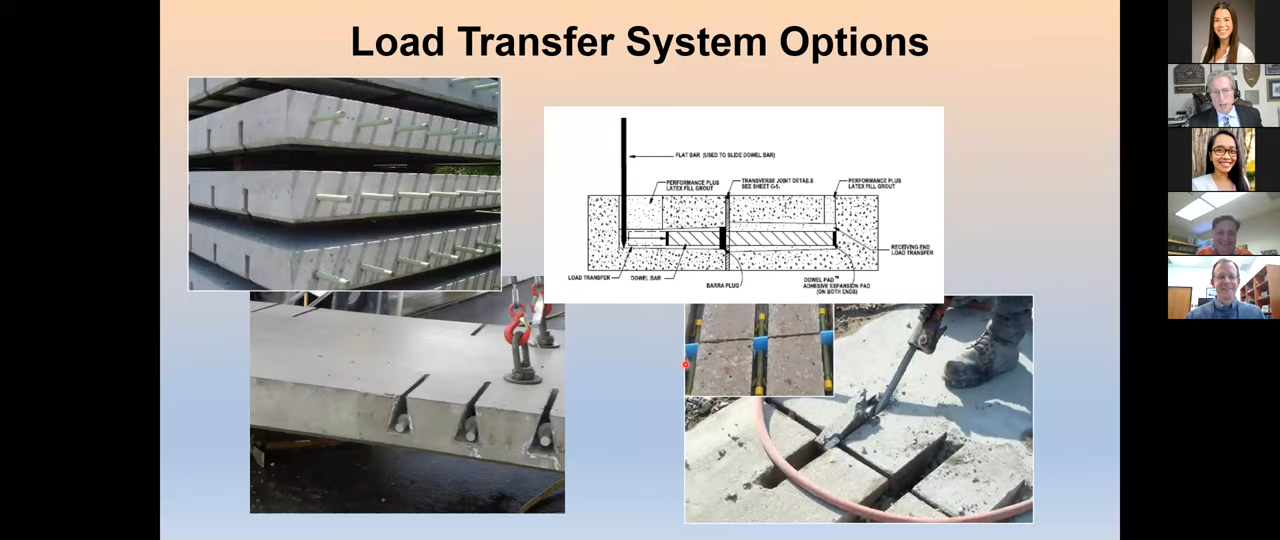 Load Transfer System Options
FLAT BAR (USED TO SLIDE DOWEL BAR)
PERFORMANCE PLUS
LATEX FILL GROUT
TRANSVERSE JOINT DETAILS
SEE SHEET C-5.
PERFORMANCE PLUS
LATEX FILL GROUT
RECEIVING END
LOAD TRANSFER
LOAD TRANSFER
DOWEL BAR
BARRA PLUG
DOWEL PAD™
ADHESIVE EXPANSION PAD
(ON BOTH ENDS)